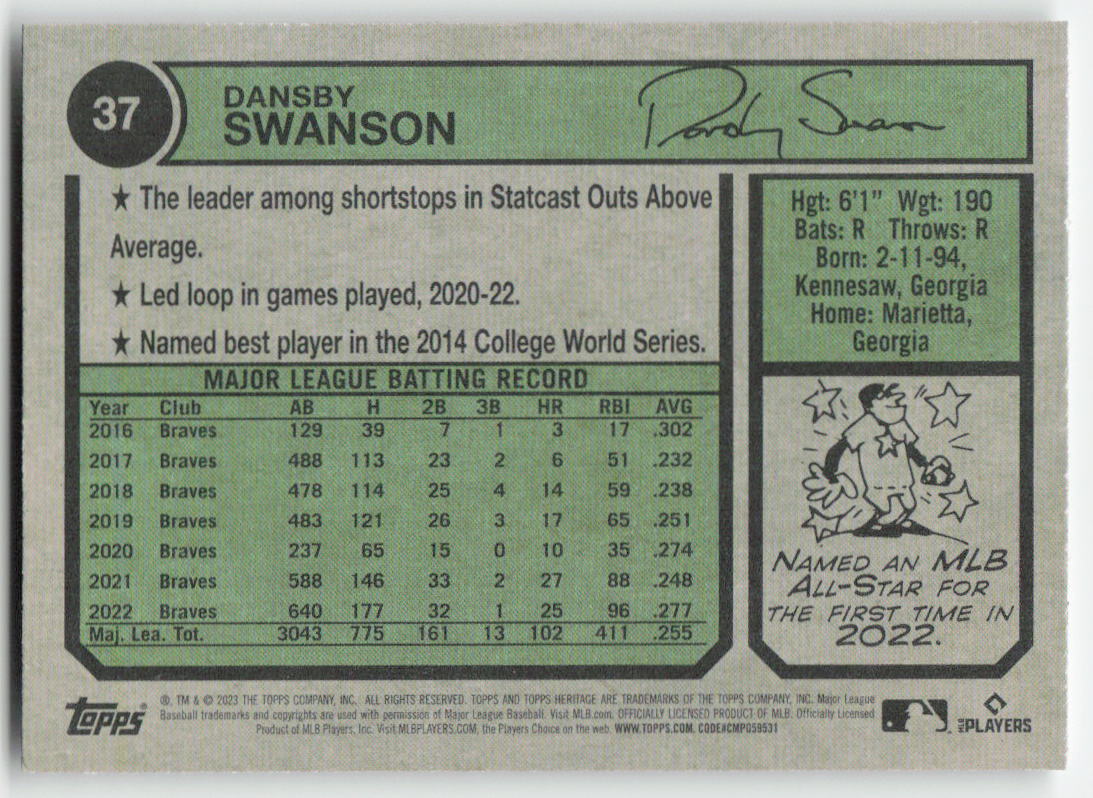 37
DANSBY
SWANSON
Dansby Swanson
★ The leader among shortstops in Statcast Outs Above
Average.
★ Led loop in games played, 2020-22.
★ Named best player in the 2014 College World Series.
Hgt: 6'1" Wgt: 190
Bats: R Throws: R
Born: 2-11-94,
Kennesaw, Georgia
Home: Marietta,
Georgia
MAJOR LEAGUE BATTING RECORD
Year Club AB H 2B 3B HR RBI AVG
2016 Braves 129 39 7 1 3 17 .302
2017 Braves 488 113 23 2 6 51 .232
2018 Braves 478 114 25 4 14 59 .238
2019 Braves 483 121 26 3 17 65 .251
2020 Braves 237 65 15 0 10 35 .274
2021 Braves 588 146 33 2 27 88 .248
2022 Braves 640 177 32 1 25 96 .277
Maj. Lea. Tot. 3043 775 161 13 102 411 .255
NAMED AN MLB
ALL-STAR FOR
THE FIRST TIME IN
2022.
topps
®, TM & © 2023 THE TOPPS COMPANY, INC. ALL RIGHTS RESERVED. TOPPS AND TOPPS HERITAGE ARE TRADEMARKS OF THE TOPPS COMPANY, INC. Major League
Baseball trademarks and copyrights are used with permission of Major League Baseball. Visit MLB.com. OFFICIALLY LICENSED PRODUCT OF MLB. Officially Licensed
Product of MLB Players, Inc. Visit MLBPLAYERS.COM, the Players Choice on the web. WWW.TOPPS.COM. CODE#CMP059531
MLB PLAYERS